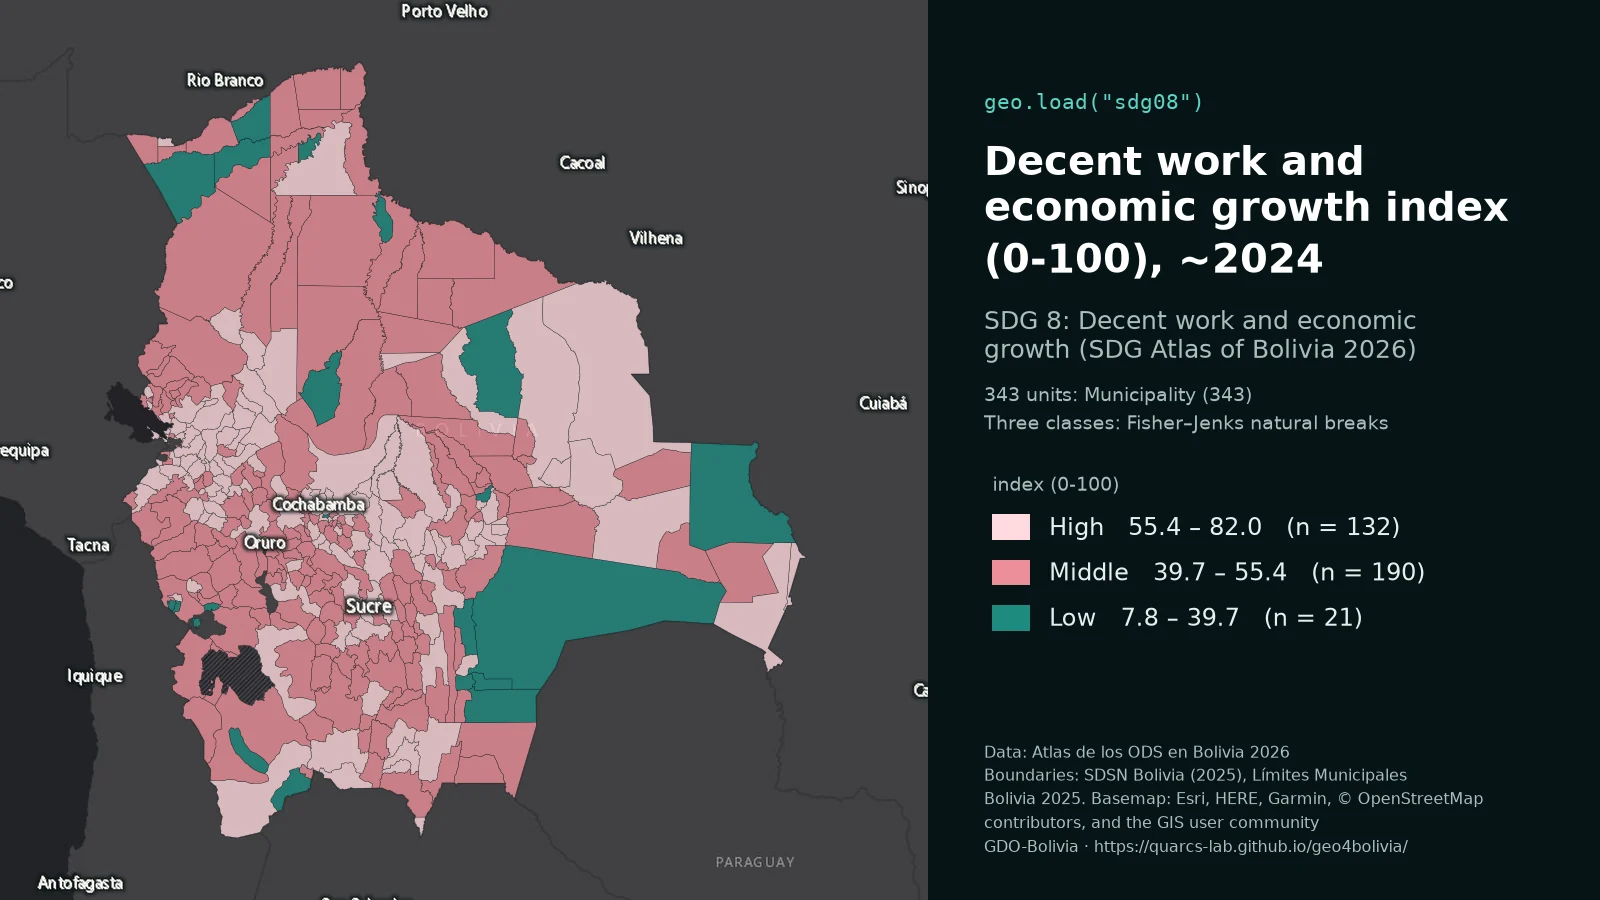 Porto Velho
Rio Branco
Cacoal
Vilhena
Cuiabá
equipa
BOLIVIA
Cochabamba
Oruro
Tacna
Sucre
Iquique
PARAGUAY
Antofagasta
geo.load("sdg08")
Decent work and
economic growth index
(0-100), ~2024
SDG 8: Decent work and economic
growth (SDG Atlas of Bolivia 2026)
343 units: Municipality (343)
Three classes: Fisher–Jenks natural breaks
index (0-100)
High 55.4 – 82.0 (n = 132)
Middle 39.7 – 55.4 (n = 190)
Low 7.8 – 39.7 (n = 21)
Data: Atlas de los ODS en Bolivia 2026
Boundaries: SDSN Bolivia (2025), Límites Municipales
Bolivia 2025. Basemap: Esri, HERE, Garmin, © OpenStreetMap
contributors, and the GIS user community
GDO-Bolivia · https://quarcs-lab.github.io/geo4bolivia/